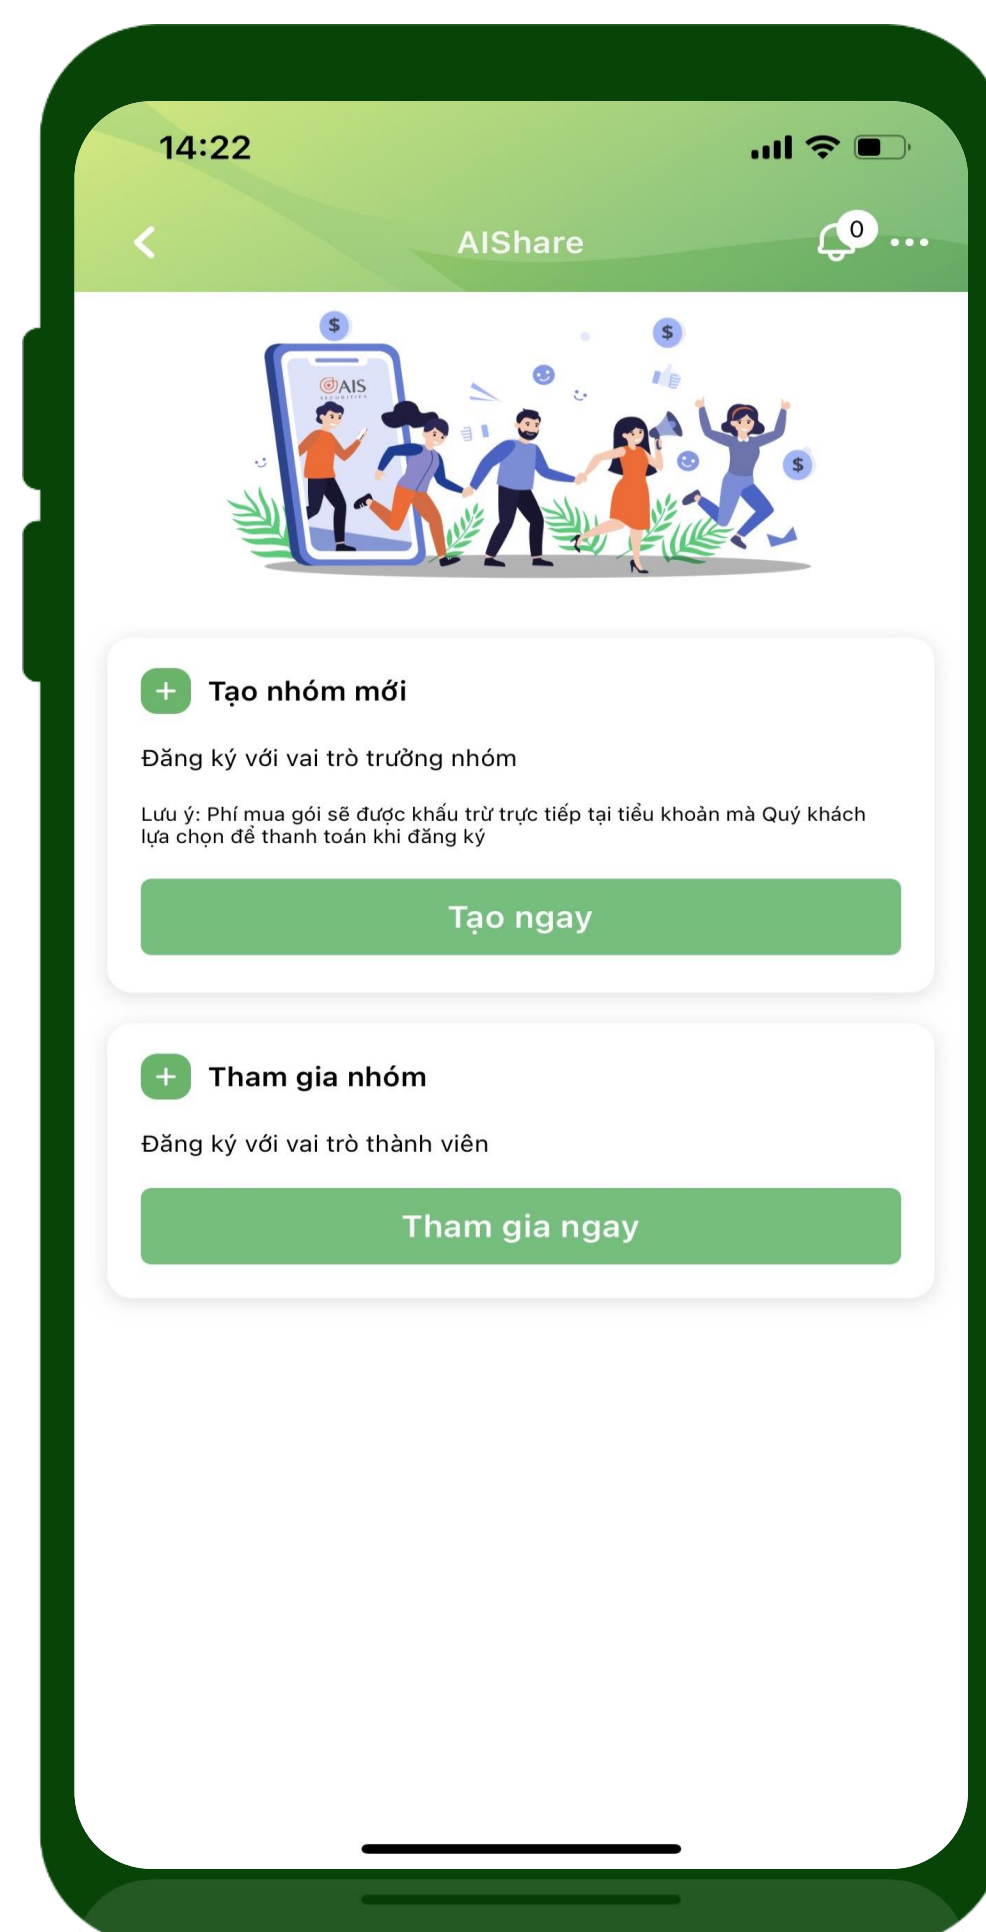 14:22
AIShare
0
$
$
AIS
SECURITIES
$
+ Tạo nhóm mới
Đăng ký với vai trò trưởng nhóm
Lưu ý: Phí mua gói sẽ được khấu trừ trực tiếp tại tiểu khoản mà Quý khách
lựa chọn để thanh toán khi đăng ký
Tạo ngay
+ Tham gia nhóm
Đăng ký với vai trò thành viên
Tham gia ngay